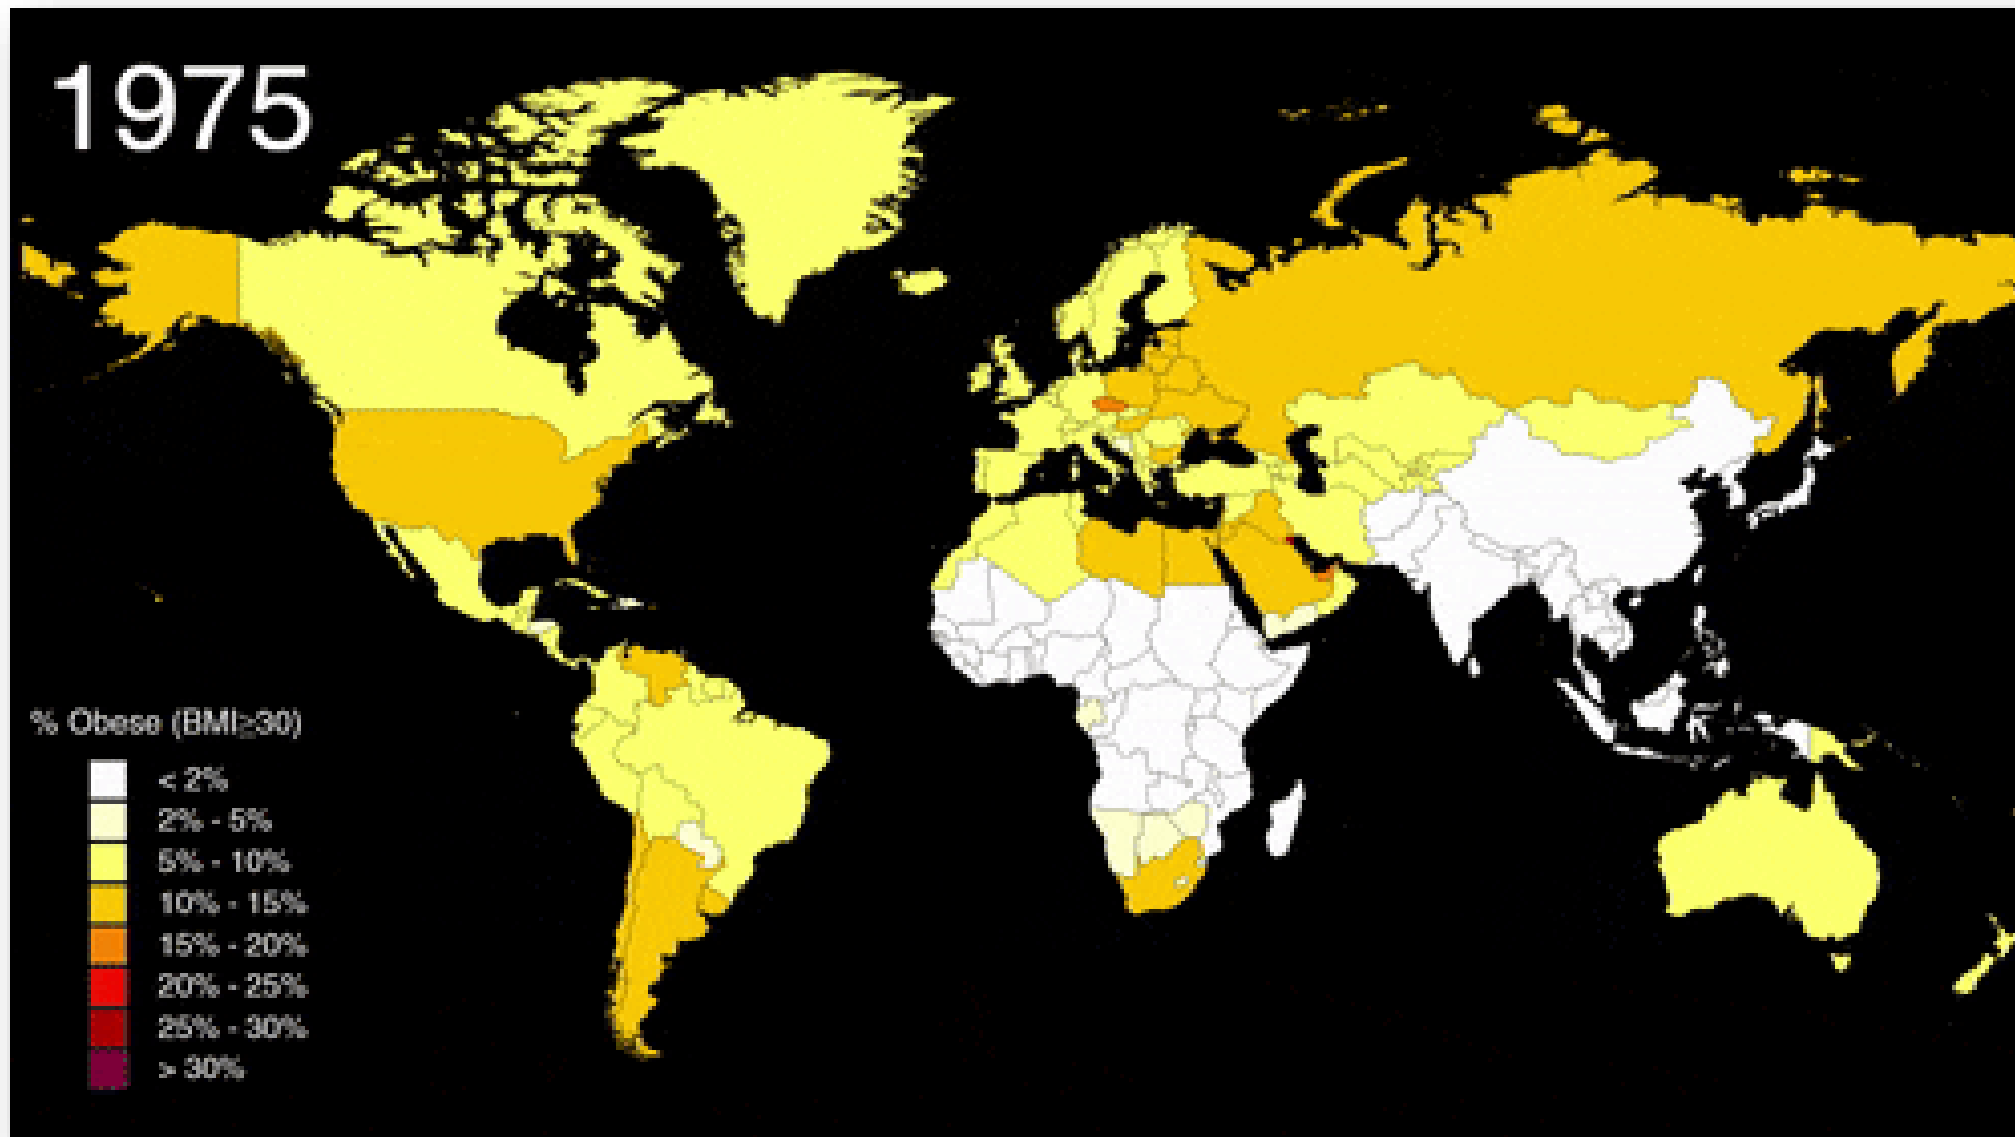 1975
% Obese (BMI≥30)
< 2%
2% - 5%
5% - 10%
10% - 15%
15% - 20%
20% - 25%
25% - 30%
> 30%